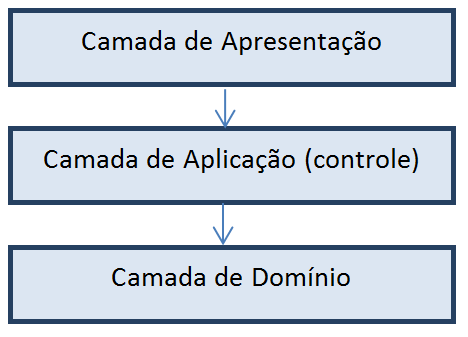 Camada de Apresentação
Camada de Aplicação (controle)
Camada de Domínio